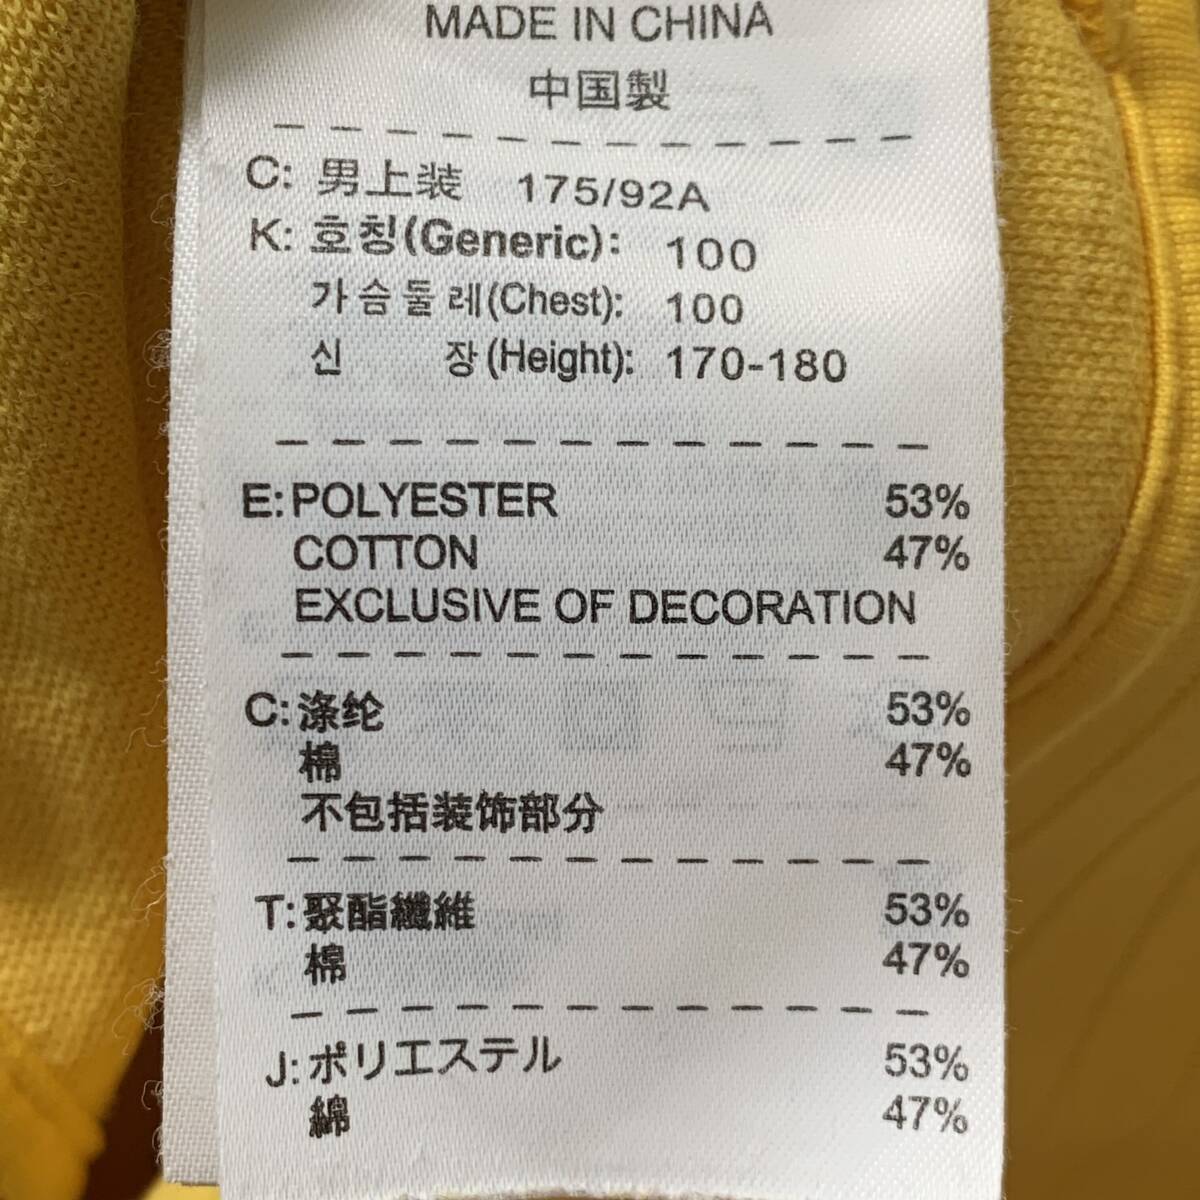 MADE IN CHINA
中国製
C: 男上装 175/92A
K: 호칭(Generic): 100
가슴둘레(Chest): 100
신 장(Height): 170-180
E: POLYESTER 53%
COTTON 47%
EXCLUSIVE OF DECORATION
C: 涤纶 53%
棉 47%
不包括装饰部分
T: 聚酯纖維 53%
棉 47%
J: ポリエステル 53%
綿 47%